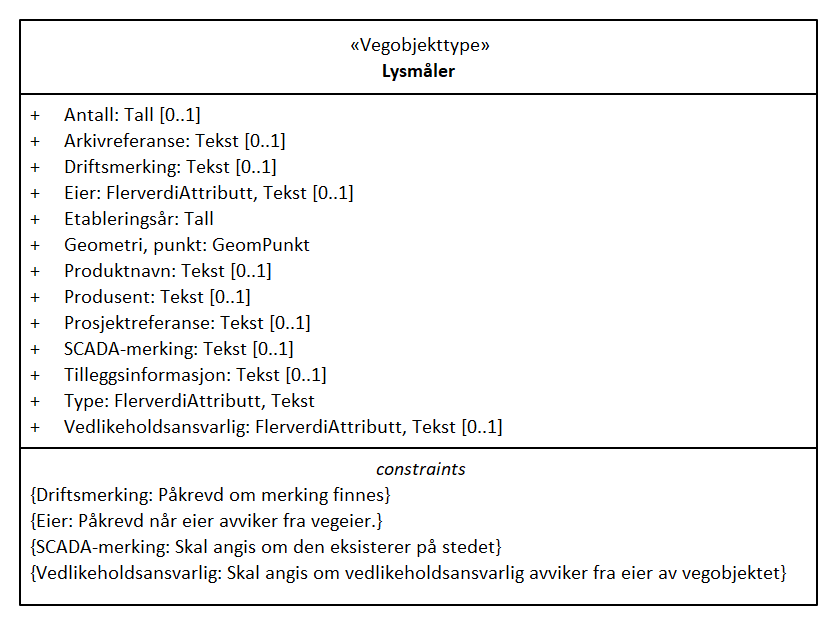 «Vegobjekttype»
Lysmåler
+ Antall: Tall [0..1]
+ Arkivreferanse: Tekst [0..1]
+ Driftsmerking: Tekst [0..1]
+ Eier: FlerverdiAttributt, Tekst [0..1]
+ Etableringsår: Tall
+ Geometri, punkt: GeomPunkt
+ Produktnavn: Tekst [0..1]
+ Produsent: Tekst [0..1]
+ Prosjektreferanse: Tekst [0..1]
+ SCADA-merking: Tekst [0..1]
+ Tilleggsinformasjon: Tekst [0..1]
+ Type: FlerverdiAttributt, Tekst
+ Vedlikeholdsansvarlig: FlerverdiAttributt, Tekst [0..1]
constraints
{Driftsmerking: Påkrevd om merking finnes}
{Eier: Påkrevd når eier avviker fra vegeier.}
{SCADA-merking: Skal angis om den eksisterer på stedet}
{Vedlikeholdsansvarlig: Skal angis om vedlikeholdsansvarlig avviker fra eier av vegobjektet}